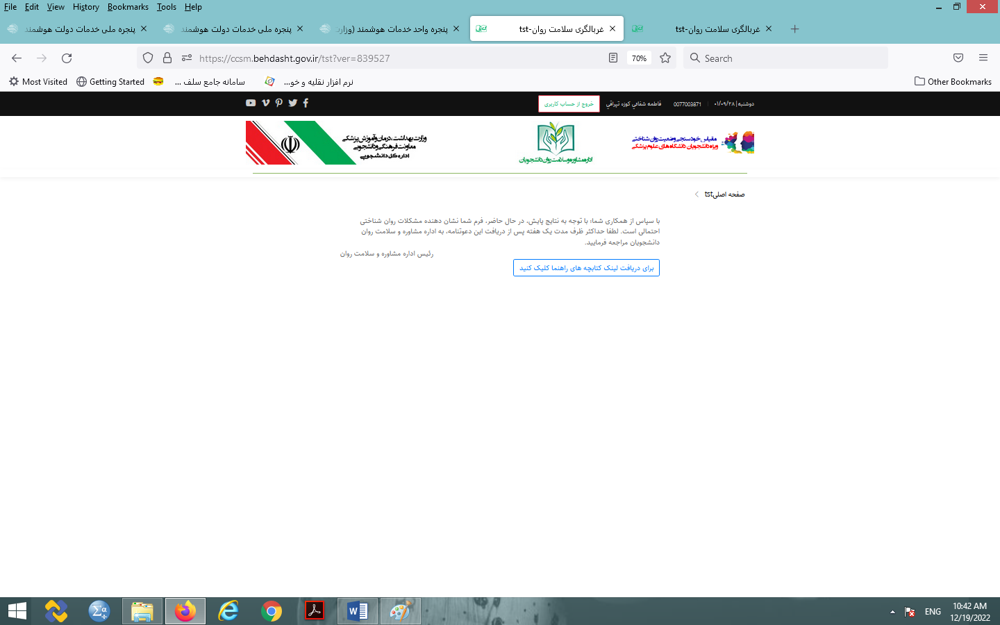 File Edit View History Bookmarks Tools Help
پنجره ملی خدمات دولت هوشمند
پنجره ملی خدمات دولت هوشمند
پنجره واحد خدمات هوشمند (وزارت
غربالگری سلامت روان-tst
غربالگری سلامت روان-tst
https://ccsm.behdasht.gov.ir/tst?ver=839527
70%
Search
Most Visited
Getting Started
سامانه جامع سلف ...
نرم افزار نقلیه و خو...
Other Bookmarks
دوشنبه | ۰۱/۰۹/۲۸
0077003871
فاطمه شفاهي کوزه تپراقي
خروج از حساب کاربری
مقیاس خودسنجی وضعیت روان شناختی
ویژه دانشجویان دانشگاه های علوم پزشکی
اداره مشاوره و سلامت روان دانشجویان
وزارت بهداشت، درمان و آموزش پزشکی
معاونت فرهنگی و دانشجویی
اداره کل دانشجویی
صفحه اصلیtst
با سپاس از همکاری شما؛ با توجه به نتایج پایش، در حال حاضر، فرم شما نشان دهنده مشکلات روان شناختی
احتمالی است. لطفا حداکثر ظرف مدت یک هفته پس از دریافت این دعوتنامه، به اداره مشاوره و سلامت روان
دانشجویان مراجعه فرمایید.
رئیس اداره مشاوره و سلامت روان
برای دریافت لینک کتابچه های راهنما کلیک کنید
ENG
10:42 AM
12/19/2022